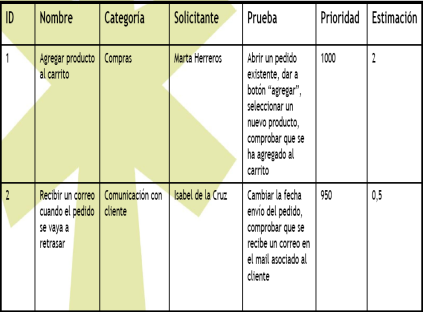 ID Nombre Categoría Solicitante Prueba Prioridad Estimación
1 Agregar producto Compras Marta Herreros Abrir un pedido 1000 2
al carrito existente, dar a
botón “agregar”,
seleccionar un
nuevo producto,
comprobar que se
ha agregado al
carrito
2 Recibir un correo Comunicación con Isabel de la Cruz Cambiar la fecha 950 0,5
cuando el pedido cliente envio del pedido,
se vaya a comprobar que se
retrasar recibe un correo en
el mail asociado al
cliente